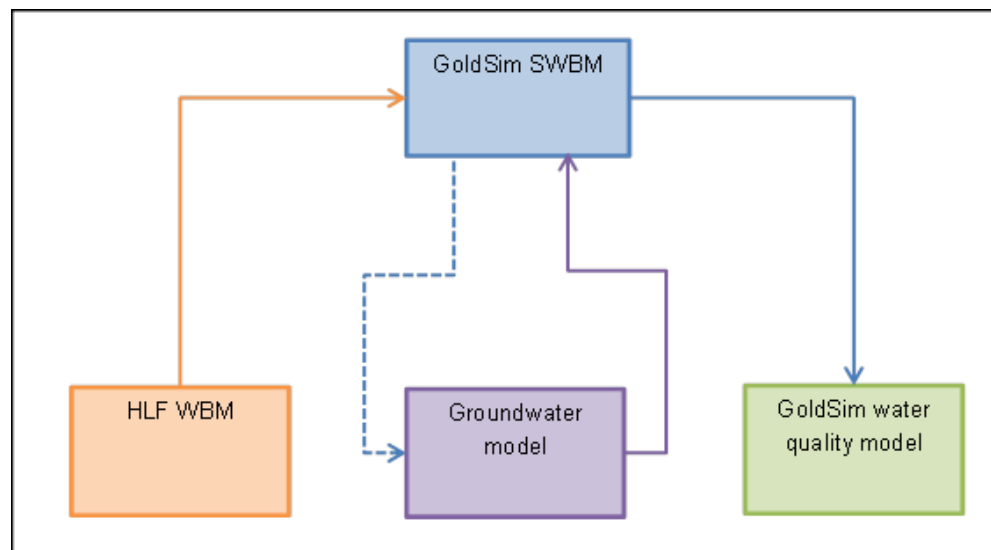 GoldSim SWBM
HLF WBM
Groundwater
model
GoldSim water
quality model